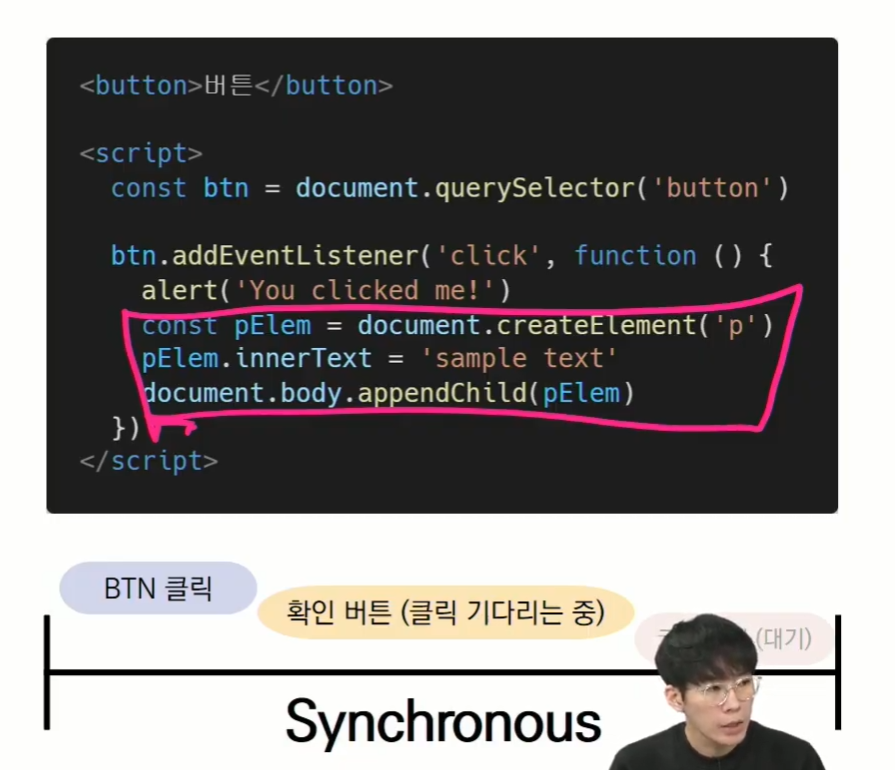 <button>버튼</button>
<script>
const btn = document.querySelector('button')
btn.addEventListener('click', function () {
alert('You clicked me!')
const pElem = document.createElement('p')
pElem.innerText = 'sample text'
document.body.appendChild(pElem)
})
</script>
BTN 클릭
확인 버튼 (클릭 기다리는 중)
(대기)
Synchronous